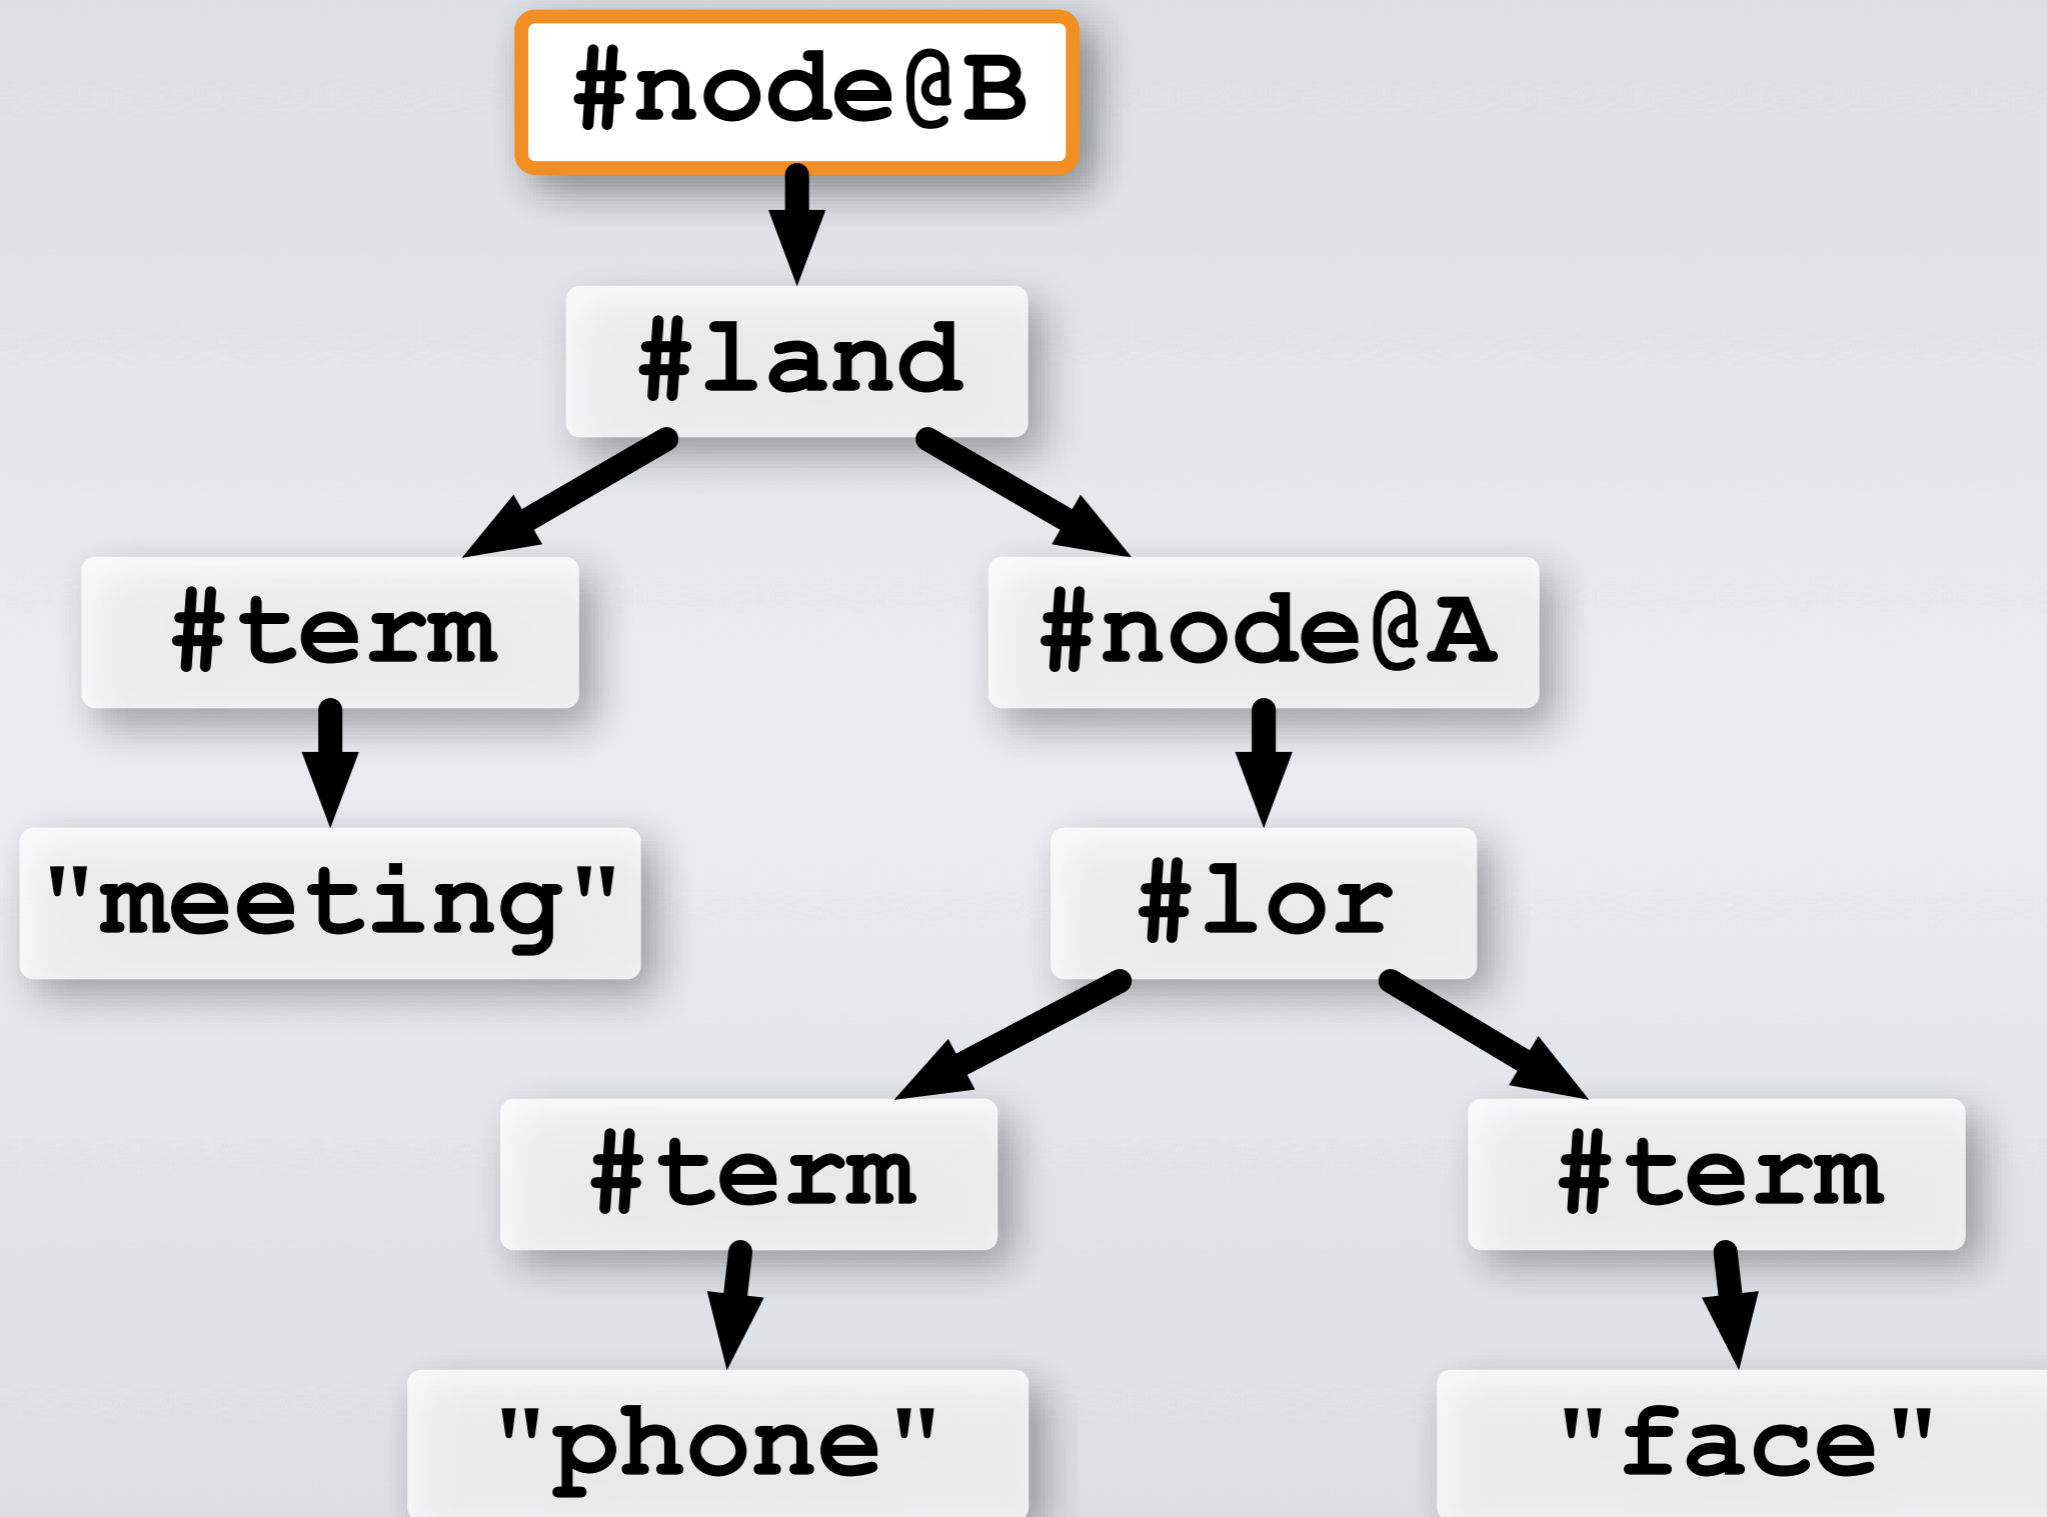 #node@B
#land
#term
#node@A
"meeting"
#lor
#term
#term
"phone"
"face"